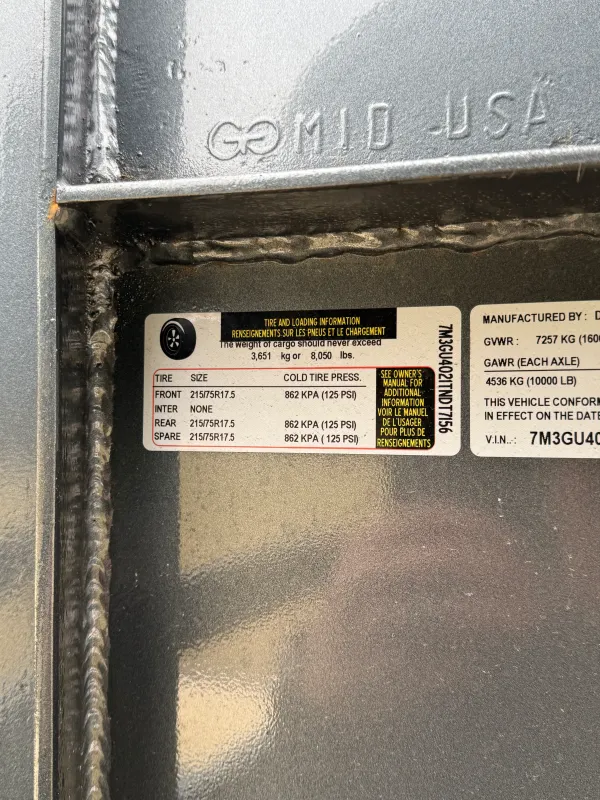 GG MID -USA
TIRE AND LOADING INFORMATION
RENSEIGNEMENTS SUR LES PNEUS ET LE CHARGEMENT
The weight of cargo should never exceed
3,651 kg or 8,050 lbs.
TIRE SIZE COLD TIRE PRESS.
FRONT 215/75R17.5 862 KPA (125 PSI)
INTER NONE
REAR 215/75R17.5 862 KPA (125 PSI)
SPARE 215/75R17.5 862 KPA ( 125 PSI)
SEE OWNER'S
MANUAL FOR
ADDITIONAL
INFORMATION
VOIR LE MANUEL
DE L'USAGER
POUR PLUS DE
RENSEIGNEMENTS
7M3GU4021TNDT7156
MANUFACTURED BY : D
GVWR : 7257 KG (160
GAWR (EACH AXLE)
4536 KG (10000 LB)
THIS VEHICLE CONFORM
IN EFFECT ON THE DATE
V.I.N..-: 7M3GU40